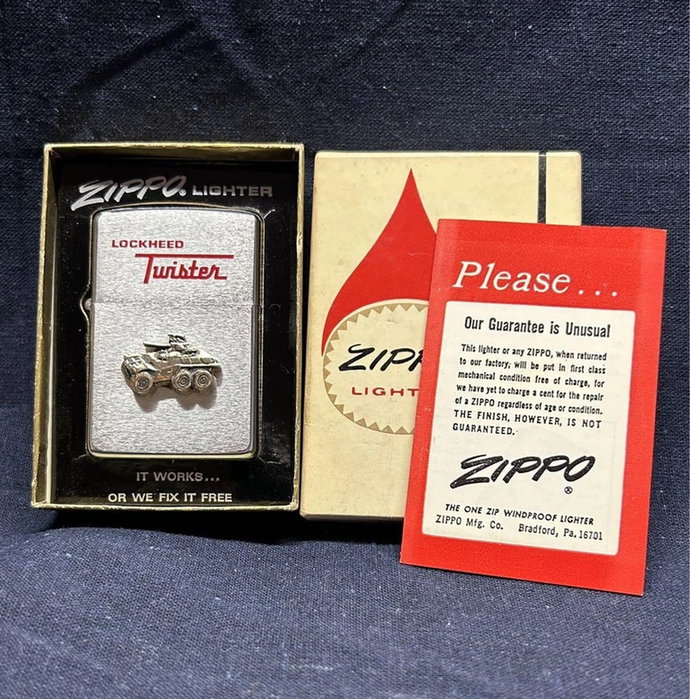 ZIPPO® LIGHTER
LOCKHEED
Twister
IT WORKS...
OR WE FIX IT FREE
LIGHT
Please...
Our Guarantee is Unusual
This lighter or any ZIPPO, when returned
to our factory, will be put in first class
mechanical condition free of charge, for
we have yet to charge a cent for the repair
of a ZIPPO regardless of age or condition.
THE FINISH, HOWEVER, IS NOT
GUARANTEED.
ZIPPO®
THE ONE ZIP WINDPROOF LIGHTER
ZIPPO Mfg. Co. Bradford, Pa. 16701